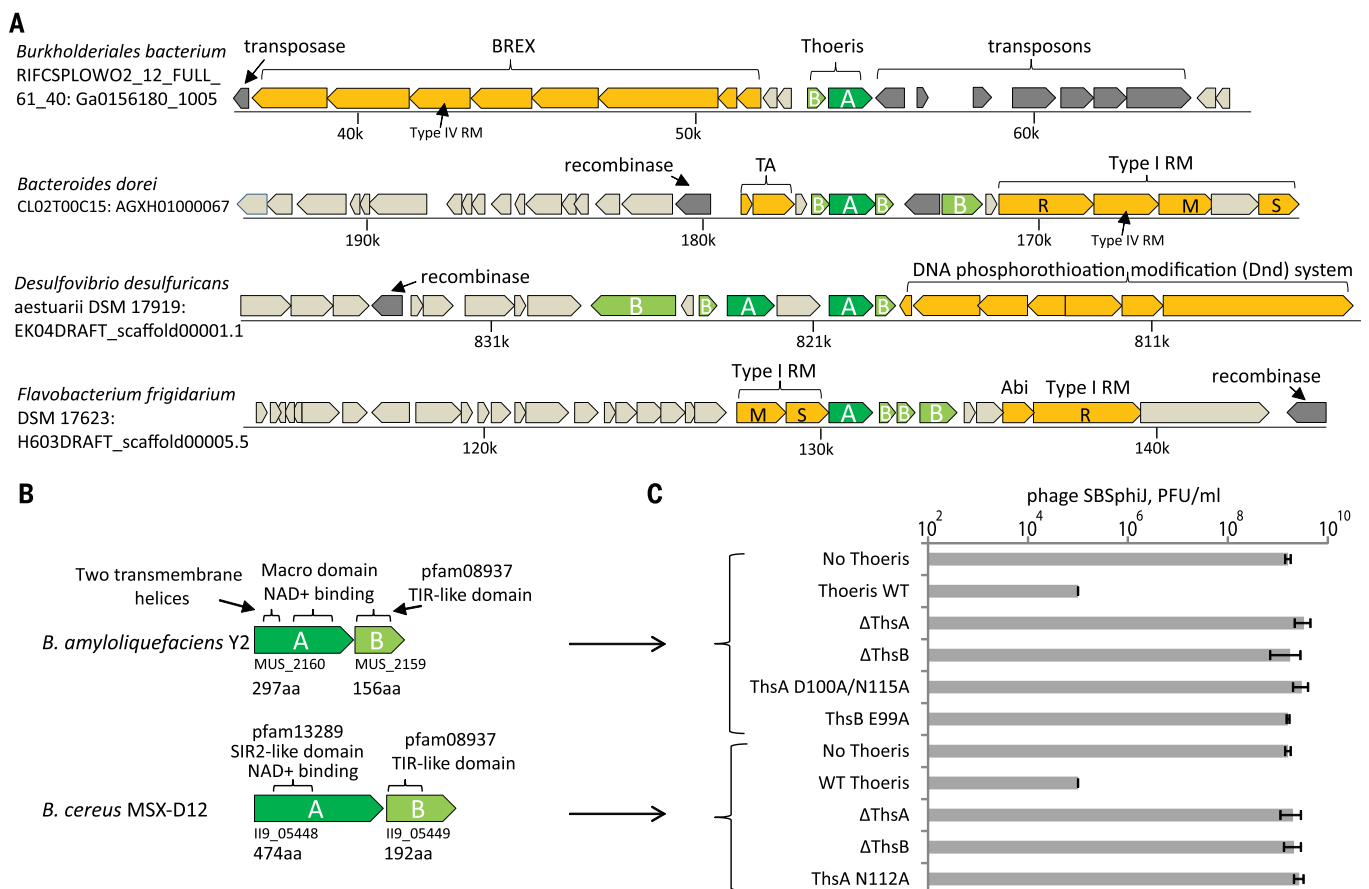 A
Burkholderiales bacterium
RIFCSPLOWO2_12_FULL_
61_40: Ga0156180_1005
transposase
BREX
Thoeris
transposons
B
A
40k
Type IV RM
50k
60k
Bacteroides dorei
CL02T00C15: AGXH01000067
recombinase
TA
Type I RM
B
A
B
B
R
M
S
190k
180k
170k
Type IV RM
Desulfovibrio desulfuricans
aestuarii DSM 17919:
EK04DRAFT_scaffold00001.1
recombinase
DNA phosphorothioation modification (Dnd) system
B
B
A
A
B
831k
821k
811k
Flavobacterium frigidarium
DSM 17623:
H603DRAFT_scaffold00005.5
Type I RM
Abi
Type I RM
recombinase
M
S
A
B
B
B
R
120k
130k
140k
B
Two transmembrane
helices
Macro domain
NAD+ binding
pfam08937
TIR-like domain
B. amyloliquefaciens Y2
A
B
MUS_2160
MUS_2159
297aa
156aa
pfam13289
SIR2-like domain
NAD+ binding
pfam08937
TIR-like domain
B. cereus MSX-D12
A
B
II9_05448
II9_05449
474aa
192aa
C
phage SBSphiJ, PFU/ml
10^2
10^4
10^6
10^8
10^10
No Thoeris
Thoeris WT
ΔThsA
ΔThsB
ThsA D100A/N115A
ThsB E99A
No Thoeris
WT Thoeris
ΔThsA
ΔThsB
ThsA N112A